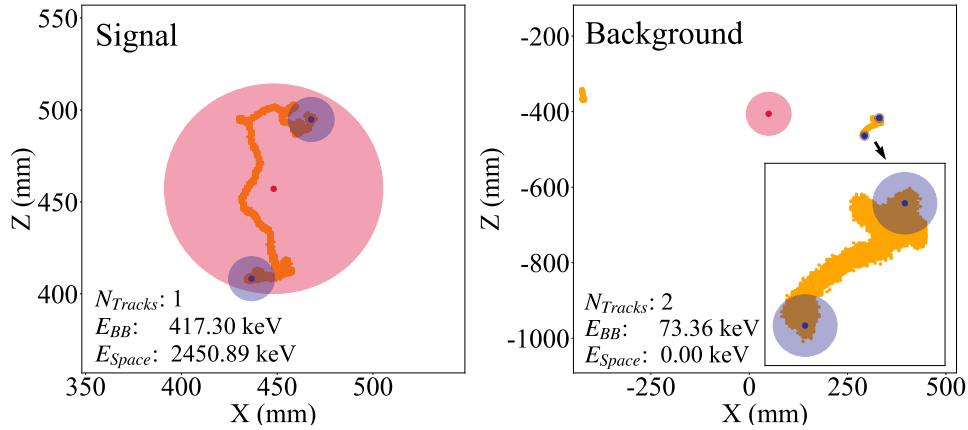 Signal
550
500
450
400
Z (mm)
N_Tracks: 1
E_BB: 417.30 keV
E_Space: 2450.89 keV
350 400 450 500
X (mm)
Background
-200
-400
-600
-800
-1000
Z (mm)
N_Tracks: 2
E_BB: 73.36 keV
E_Space: 0.00 keV
-250 0 250 500
X (mm)